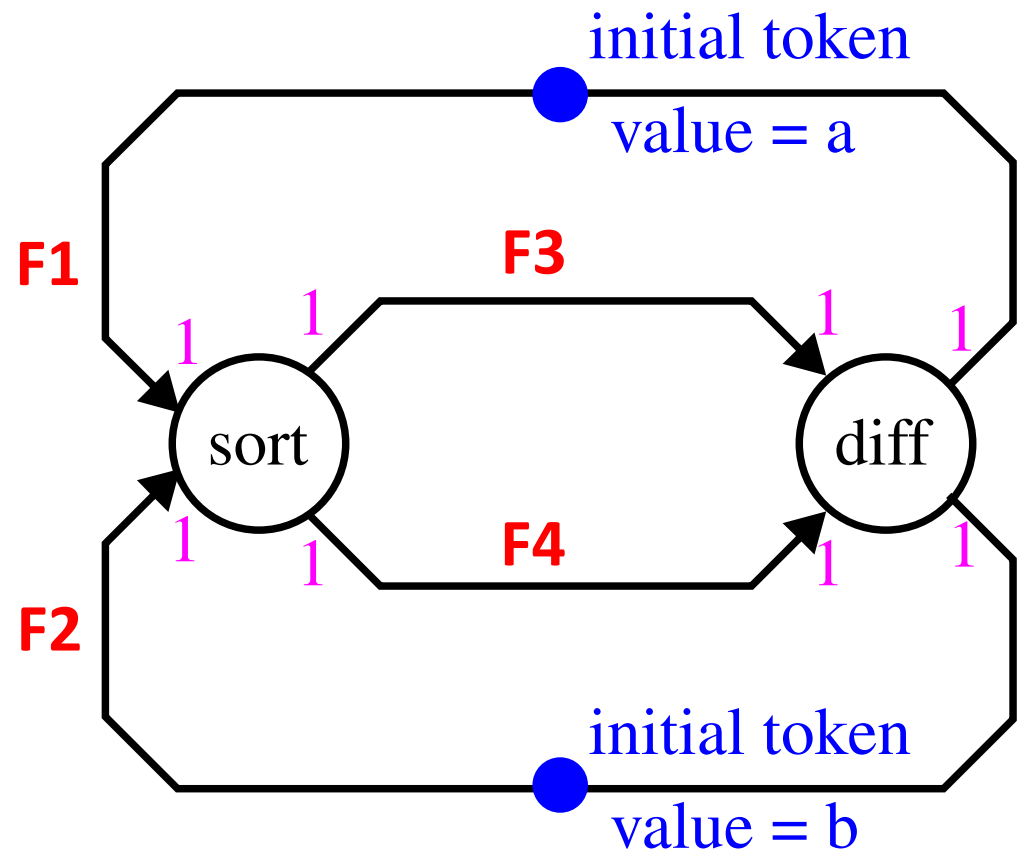 initial token
value = a
F1
F3
1
1
1
1
sort
diff
1
1
1
1
F4
F2
initial token
value = b